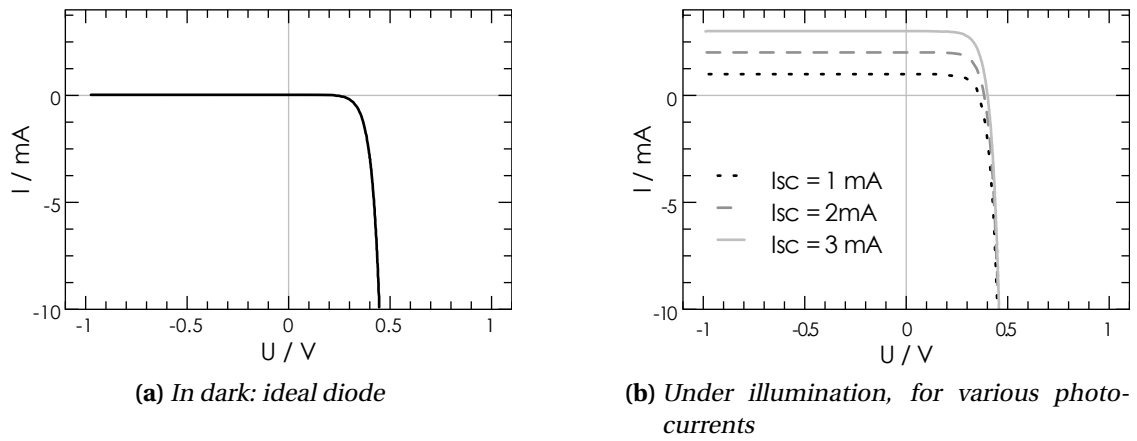 0
-5
-10
I / mA
-1
-0.5
0
0.5
1
U / V
(a) In dark: ideal diode
0
-5
-10
I / mA
Isc = 1 mA
Isc = 2mA
Isc = 3 mA
-1
-0.5
0
0.5
1
U / V
(b) Under illumination, for various photo-
currents